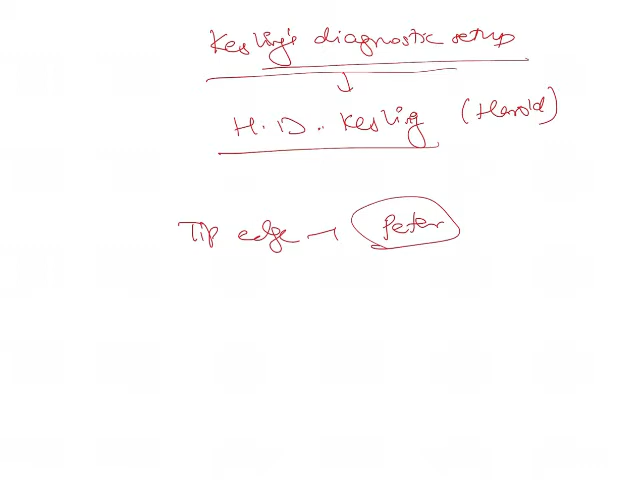 Kesling's diagnostic setup
↓
H.D. Kesling (Harold)
Tip edge → Peter